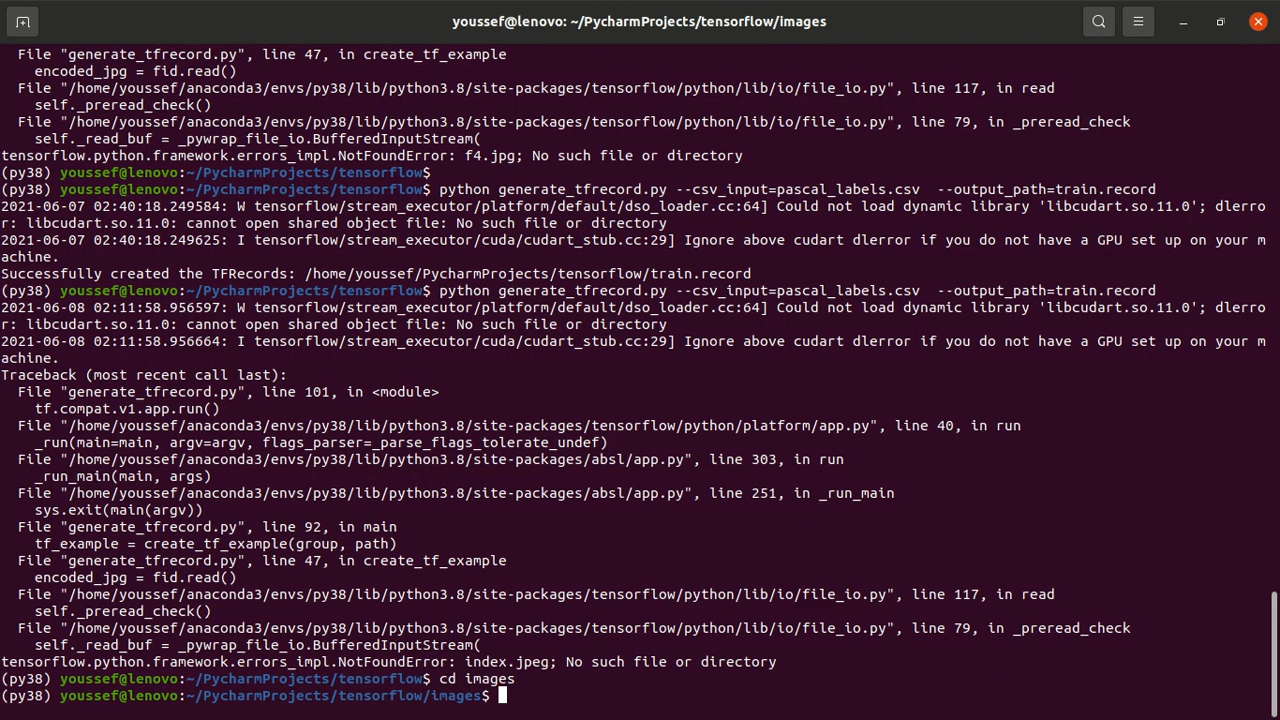 youssef@lenovo: ~/PycharmProjects/tensorflow/images
File "generate_tfrecord.py", line 47, in create_tf_example
encoded_jpg = fid.read()
File "/home/youssef/anaconda3/envs/py38/lib/python3.8/site-packages/tensorflow/python/lib/io/file_io.py", line 117, in read
self._preread_check()
File "/home/youssef/anaconda3/envs/py38/lib/python3.8/site-packages/tensorflow/python/lib/io/file_io.py", line 79, in _preread_check
self._read_buf = _pywrap_file_io.BufferedInputStream(
tensorflow.python.framework.errors_impl.NotFoundError: f4.jpg; No such file or directory
(py38) youssef@lenovo:~/PycharmProjects/tensorflow$
(py38) youssef@lenovo:~/PycharmProjects/tensorflow$ python generate_tfrecord.py --csv_input=pascal_labels.csv  --output_path=train.record
2021-06-07 02:40:18.249584: W tensorflow/stream_executor/platform/default/dso_loader.cc:64] Could not load dynamic library 'libcudart.so.11.0'; dlerro
r: libcudart.so.11.0: cannot open shared object file: No such file or directory
2021-06-07 02:40:18.249625: I tensorflow/stream_executor/cuda/cudart_stub.cc:29] Ignore above cudart dlerror if you do not have a GPU set up on your m
achine.
Successfully created the TFRecords: /home/youssef/PycharmProjects/tensorflow/train.record
(py38) youssef@lenovo:~/PycharmProjects/tensorflow$ python generate_tfrecord.py --csv_input=pascal_labels.csv  --output_path=train.record
2021-06-08 02:11:58.956597: W tensorflow/stream_executor/platform/default/dso_loader.cc:64] Could not load dynamic library 'libcudart.so.11.0'; dlerro
r: libcudart.so.11.0: cannot open shared object file: No such file or directory
2021-06-08 02:11:58.956664: I tensorflow/stream_executor/cuda/cudart_stub.cc:29] Ignore above cudart dlerror if you do not have a GPU set up on your m
achine.
Traceback (most recent call last):
File "generate_tfrecord.py", line 101, in <module>
tf.compat.v1.app.run()
File "/home/youssef/anaconda3/envs/py38/lib/python3.8/site-packages/tensorflow/python/platform/app.py", line 40, in run
_run(main=main, argv=argv, flags_parser=_parse_flags_tolerate_undef)
File "/home/youssef/anaconda3/envs/py38/lib/python3.8/site-packages/absl/app.py", line 303, in run
_run_main(main, args)
File "/home/youssef/anaconda3/envs/py38/lib/python3.8/site-packages/absl/app.py", line 251, in _run_main
sys.exit(main(argv))
File "generate_tfrecord.py", line 92, in main
tf_example = create_tf_example(group, path)
File "generate_tfrecord.py", line 47, in create_tf_example
encoded_jpg = fid.read()
File "/home/youssef/anaconda3/envs/py38/lib/python3.8/site-packages/tensorflow/python/lib/io/file_io.py", line 117, in read
self._preread_check()
File "/home/youssef/anaconda3/envs/py38/lib/python3.8/site-packages/tensorflow/python/lib/io/file_io.py", line 79, in _preread_check
self._read_buf = _pywrap_file_io.BufferedInputStream(
tensorflow.python.framework.errors_impl.NotFoundError: index.jpeg; No such file or directory
(py38) youssef@lenovo:~/PycharmProjects/tensorflow$ cd images
(py38) youssef@lenovo:~/PycharmProjects/tensorflow/images$